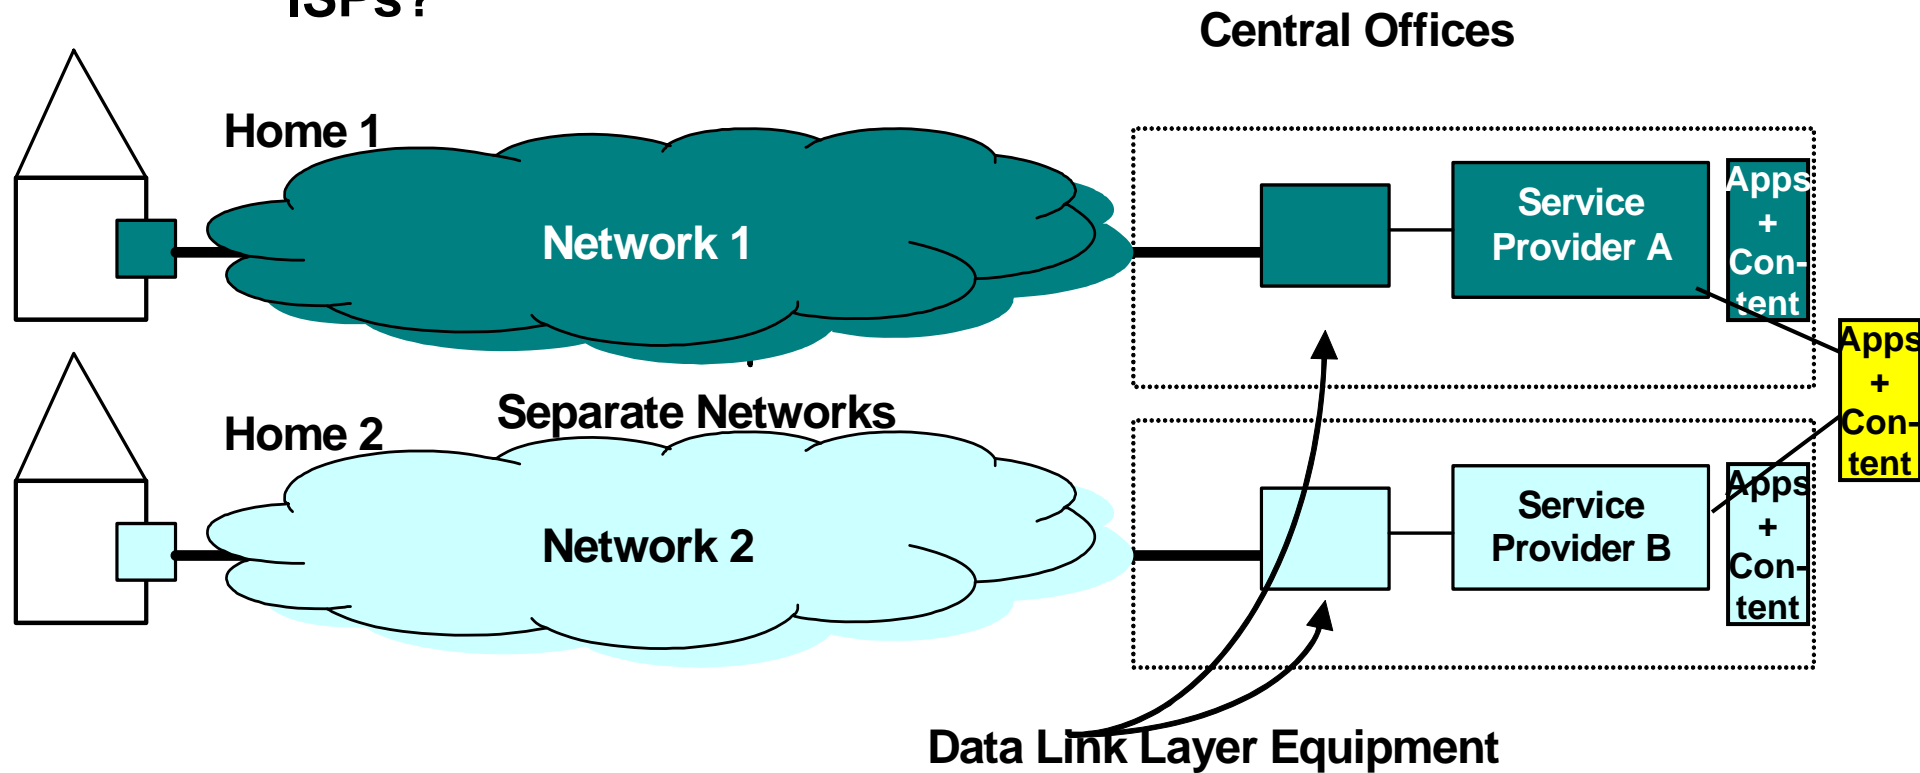 ISPs?
Central Offices
Home 1
Network 1
Service
Provider A
Apps
+
Con-
tent
Apps
+
Con-
tent
Separate Networks
Home 2
Network 2
Service
Provider B
Apps
+
Con-
tent
Data Link Layer Equipment